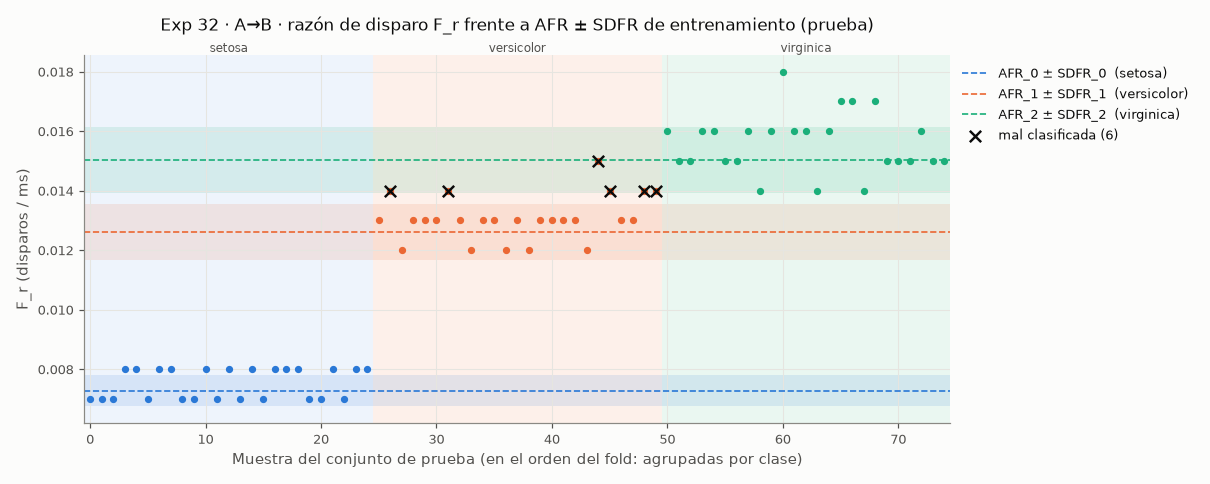 Exp 32 · A→B · razón de disparo F_r frente a AFR ± SDFR de entrenamiento (prueba)
setosa versicolor virginica
0.018
0.016
0.014
0.012
0.010
0.008
F_r (disparos / ms)
0 10 20 30 40 50 60 70
Muestra del conjunto de prueba (en el orden del fold: agrupadas por clase)
AFR_0 ± SDFR_0 (setosa)
AFR_1 ± SDFR_1 (versicolor)
AFR_2 ± SDFR_2 (virginica)
mal clasificada (6)